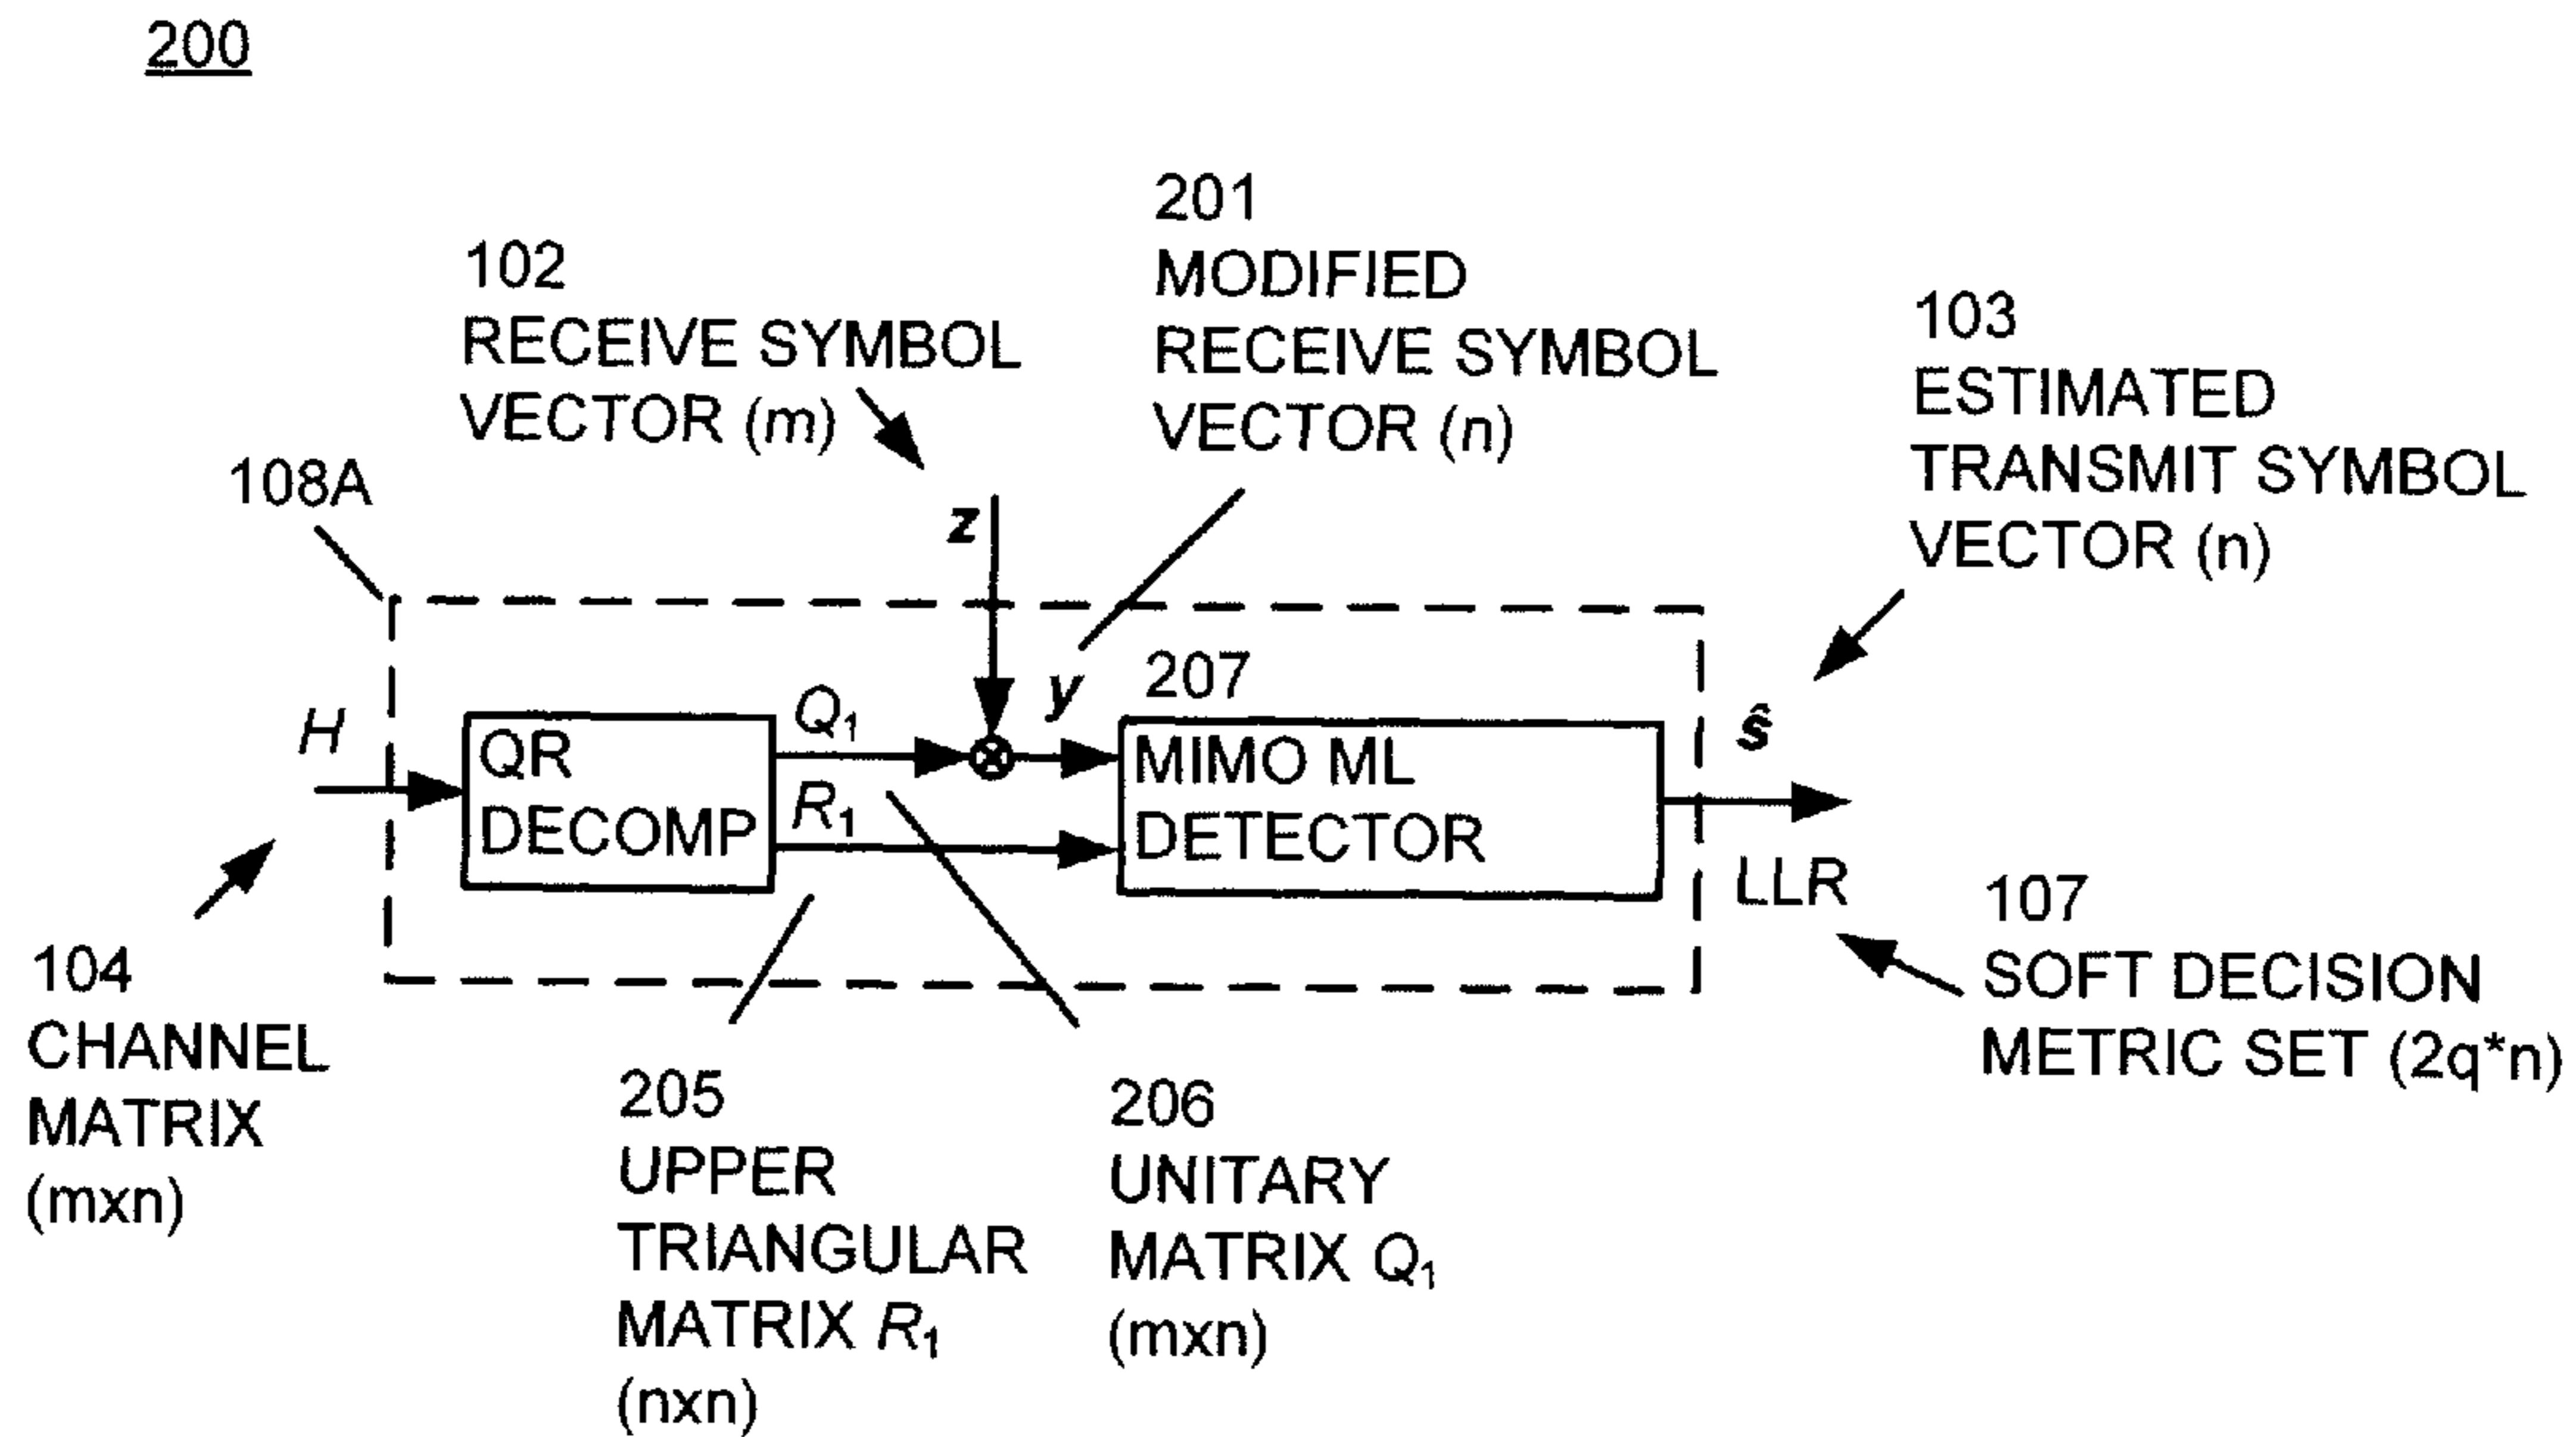 200
102
RECEIVE SYMBOL
VECTOR (m)
201
MODIFIED
RECEIVE SYMBOL
VECTOR (n)
103
ESTIMATED
TRANSMIT SYMBOL
VECTOR (n)
108A
z
y
207
H
QR
DECOMP
Q₁
R₁
MIMO ML
DETECTOR
ŝ
LLR
104
CHANNEL
MATRIX
(mxn)
205
UPPER
TRIANGULAR
MATRIX R₁
(nxn)
206
UNITARY
MATRIX Q₁
(mxn)
107
SOFT DECISION
METRIC SET (2q*n)